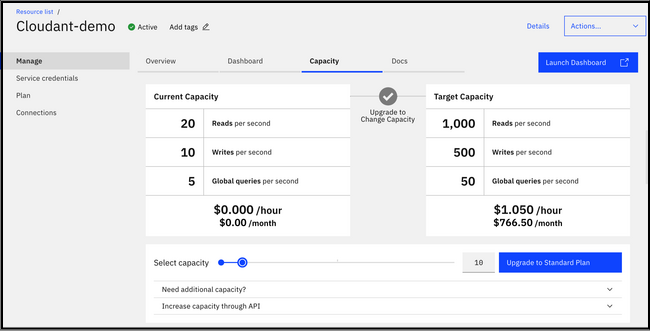 Resource list /
Cloudant-demo
Active
Add tags
Details
Actions...
Manage
Service credentials
Plan
Connections
Overview
Dashboard
Capacity
Docs
Launch Dashboard
Current Capacity
20 Reads per second
10 Writes per second
5 Global queries per second
$0.000 /hour
$0.00 /month
Upgrade to
Change Capacity
Target Capacity
1,000 Reads per second
500 Writes per second
50 Global queries per second
$1.050 /hour
$766.50 /month
Select capacity
10
Upgrade to Standard Plan
Need additional capacity?
Increase capacity through API